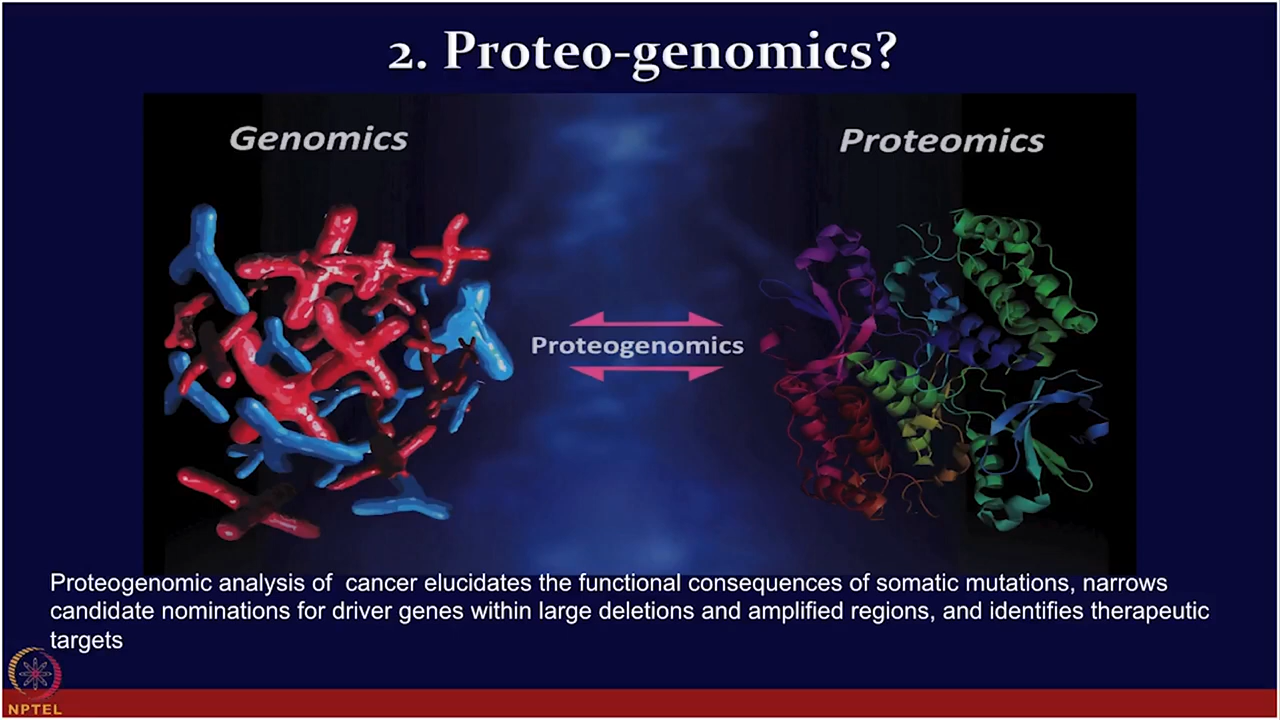 2. Proteo-genomics?
Genomics
Proteomics
Proteogenomics
Proteogenomic analysis of cancer elucidates the functional consequences of somatic mutations, narrows
candidate nominations for driver genes within large deletions and amplified regions, and identifies therapeutic
targets
NPTEL